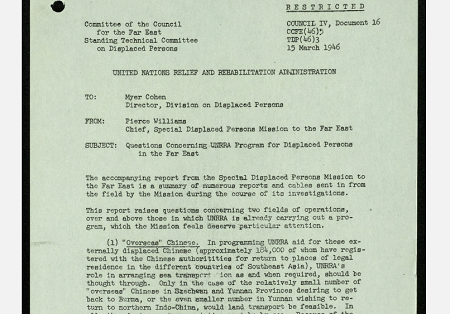 RESTRICTED
Committee of the Council
for the Far East
Standing Technical Committee
on Displaced Persons
COUNCIL IV, Document 16
CCFE(46)5
TDP(46)3
15 March 1946
UNITED NATIONS RELIEF AND REHABILITATION ADMINISTRATION
TO: Myer Cohen
Director, Division on Displaced Persons
FROM: Pierce Williams
Chief, Special Displaced Persons Mission to the Far East
SUBJECT: Questions Concerning UNRRA Program for Displaced Persons
in the Far East
The accompanying report from the Special Displaced Persons Mission to
the Far East is a summary of numerous reports and cables sent in from
the field by the Mission during the course of its investigations.
This report raises questions concerning two fields of operations,
over and above those in which UNRRA is already carrying out a pro-
gram, which the Mission feels deserve particular attention.
(1) "Overseas" Chinese. In programming UNRRA aid for these ex-
ternally displaced Chinese (approximately 184,000 of whom have regis-
tered with the Chinese authoritities for return to places of legal
residence in the different countries of Southeast Asia), UNRRA's
role in arranging sea transport, as and when required, should be
thought through. Only in the case of the relatively small number of
"overseas" Chinese in Szechwan and Yunnan Provinces desiring to get
back to Burma, or the even smaller number in Yunnan wishing to re-
turn to northern Indo-China, would land transport be feasible. In